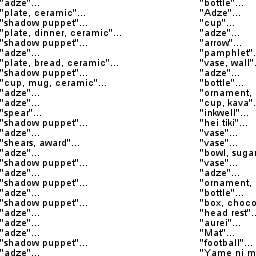 "adze"...
"plate, ceramic"...
"shadow puppet"...
"plate, dinner, ceramic"...
"shadow puppet"...
"adze"...
"plate, bread, ceramic"...
"shadow puppet"...
"cup, mug, ceramic"...
"adze"...
"adze"...
"spear"...
"shadow puppet"...
"adze"...
"shears, award"...
"adze"...
"shadow puppet"...
"adze"...
"shadow puppet"...
"adze"...
"shadow puppet"...
"adze"...
"adze"...
"adze"...
"shadow puppet"...
"adze"...
"bottle"...
"Adze"...
"cup"...
"adze"...
"arrow"...
"pamphlet".
"vase, wall"
"adze"...
"bottle"...
"ornament,
"cup, kava".
"inkwell"...
"hei tiki"...
"vase"...
"vase"...
"bowl, sugar
"vase"...
"adze"...
"ornament,
"bottle"...
"box, choco
"head rest".
"aurei"...
"Mat"...
"football"...
"Yame ni m